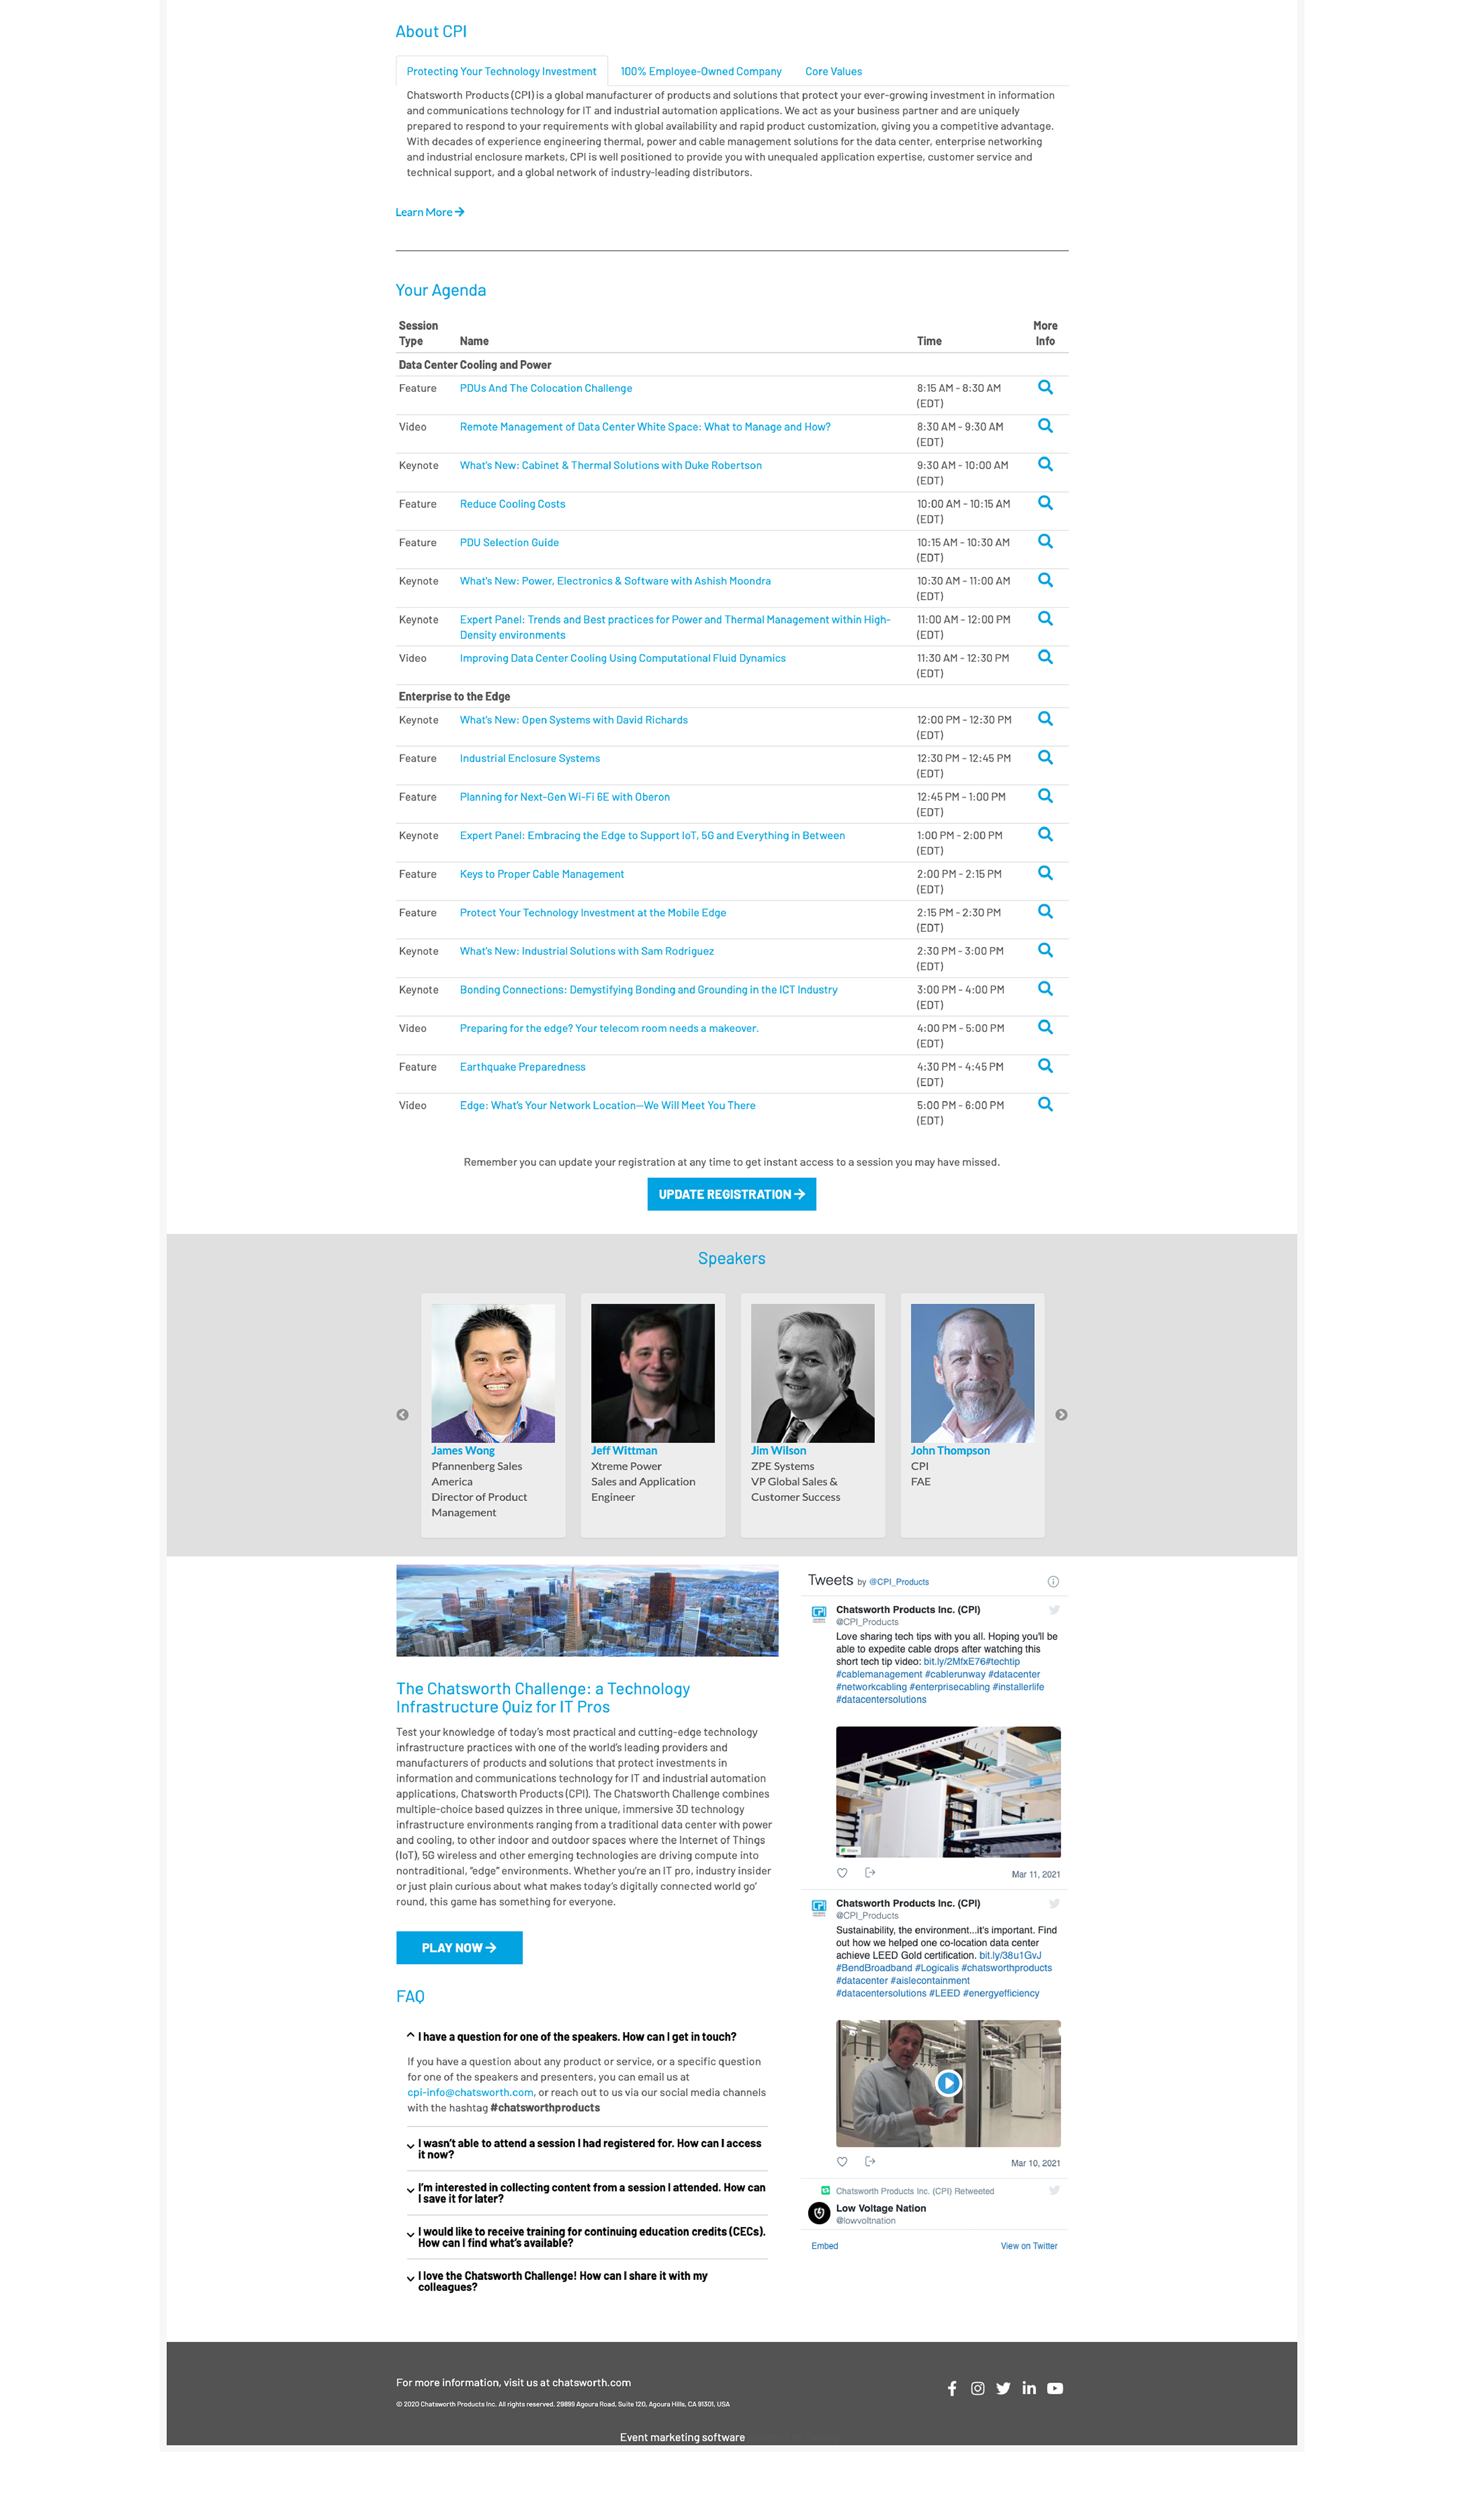 About CPI
Protecting Your Technology Investment
100% Employee-Owned Company
Core Values
Chatsworth Products (CPI) is a global manufacturer of products and solutions that protect your ever-growing investment in information
and communications technology for IT and industrial automation applications. We act as your business partner and are uniquely
prepared to respond to your requirements with global availability and rapid product customization, giving you a competitive advantage.
With decades of experience engineering thermal, power and cable management solutions for the data center, enterprise networking
and industrial enclosure markets, CPI is well positioned to provide you with unequaled application expertise, customer service and
technical support, and a global network of industry-leading distributors.
Learn More
Your Agenda
Session Type Name Time More Info
Data Center Cooling and Power
Feature PDUs And The Colocation Challenge 8:15 AM - 8:30 AM (EDT)
Video Remote Management of Data Center White Space: What to Manage and How? 8:30 AM - 9:30 AM (EDT)
Keynote What's New: Cabinet & Thermal Solutions with Duke Robertson 9:30 AM - 10:00 AM (EDT)
Feature Reduce Cooling Costs 10:00 AM - 10:15 AM (EDT)
Feature PDU Selection Guide 10:15 AM - 10:30 AM (EDT)
Keynote What's New: Power, Electronics & Software with Ashish Moondra 10:30 AM - 11:00 AM (EDT)
Keynote Expert Panel: Trends and Best practices for Power and Thermal Management within High-Density environments 11:00 AM - 12:00 PM (EDT)
Video Improving Data Center Cooling Using Computational Fluid Dynamics 11:30 AM - 12:30 PM (EDT)
Enterprise to the Edge
Keynote What's New: Open Systems with David Richards 12:00 PM - 12:30 PM (EDT)
Feature Industrial Enclosure Systems 12:30 PM - 12:45 PM (EDT)
Feature Planning for Next-Gen Wi-Fi 6E with Oberon 12:45 PM - 1:00 PM (EDT)
Keynote Expert Panel: Embracing the Edge to Support IoT, 5G and Everything in Between 1:00 PM - 2:00 PM (EDT)
Feature Keys to Proper Cable Management 2:00 PM - 2:15 PM (EDT)
Feature Protect Your Technology Investment at the Mobile Edge 2:15 PM - 2:30 PM (EDT)
Keynote What's New: Industrial Solutions with Sam Rodriguez 2:30 PM - 3:00 PM (EDT)
Keynote Bonding Connections: Demystifying Bonding and Grounding in the ICT Industry 3:00 PM - 4:00 PM (EDT)
Video Preparing for the edge? Your telecom room needs a makeover. 4:00 PM - 5:00 PM (EDT)
Feature Earthquake Preparedness 4:30 PM - 4:45 PM (EDT)
Video Edge: What's Your Network Location—We Will Meet You There 5:00 PM - 6:00 PM (EDT)
Remember you can update your registration at any time to get instant access to a session you may have missed.
UPDATE REGISTRATION
Speakers
James Wong
Pfannenberg Sales
America
Director of Product
Management
Jeff Wittman
Xtreme Power
Sales and Application
Engineer
Jim Wilson
ZPE Systems
VP Global Sales &
Customer Success
John Thompson
CPI
FAE
The Chatsworth Challenge: a Technology
Infrastructure Quiz for IT Pros
Test your knowledge of today's most practical and cutting-edge technology
infrastructure practices with one of the world's leading providers and
manufacturers of products and solutions that protect investments in
information and communications technology for IT and industrial automation
applications, Chatsworth Products (CPI). The Chatsworth Challenge combines
multiple-choice based quizzes in three unique, immersive 3D technology
infrastructure environments ranging from a traditional data center with power
and cooling, to other indoor and outdoor spaces where the Internet of Things
(IoT), 5G wireless and other emerging technologies are driving compute into
nontraditional, "edge" environments. Whether you're an IT pro, industry insider
or just plain curious about what makes today's digitally connected world go'
round, this game has something for everyone.
PLAY NOW
FAQ
I have a question for one of the speakers. How can I get in touch?
If you have a question about any product or service, or a specific question
for one of the speakers and presenters, you can email us at
cpi-info@chatsworth.com, or reach out to us via our social media channels
with the hashtag #chatsworthproducts
I wasn't able to attend a session I had registered for. How can I access
it now?
I'm interested in collecting content from a session I attended. How can
I save it for later?
I would like to receive training for continuing education credits (CECs).
How can I find what's available?
I love the Chatsworth Challenge! How can I share it with my
colleagues?
Tweets by @CPI_Products
CPI
Chatsworth Products Inc. (CPI)
@CPI_Products
Love sharing tech tips with you all. Hoping you'll be
able to expedite cable drops after watching this
short tech tip video: bit.ly/2MfxE76#techtip
#cablemanagement #cablerunway #datacenter
#networkcabling #enterprisecabling #installerlife
#datacentersolutions
Mar 11, 2021
CPI
Chatsworth Products Inc. (CPI)
@CPI_Products
Sustainability, the environment...it's important. Find
out how we helped one co-location data center
achieve LEED Gold certification. bit.ly/38u1GvJ
#BendBroadband #Logicalis #chatsworthproducts
#datacenter #aislecontainment
#datacentersolutions #LEED #energyefficiency
Mar 10, 2021
Chatsworth Products Inc. (CPI) Retweeted
Low Voltage Nation
@lowvoltnation
Embed
View on Twitter
For more information, visit us at chatsworth.com
© 2020 Chatsworth Products Inc. All rights reserved. 29899 Agoura Road, Suite 120, Agoura Hills, CA 91301, USA
Event marketing software